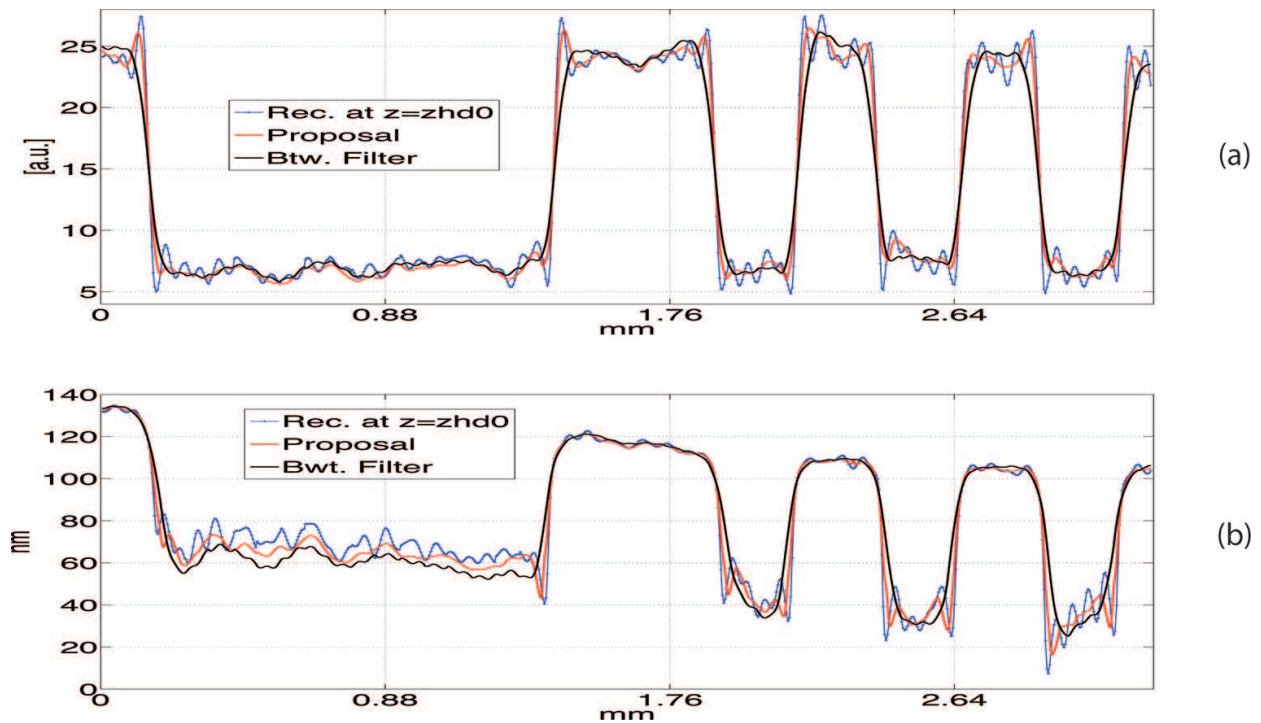 25
20
15
10
5
[a.u.]
Rec. at z=zhd0
Proposal
Btw. Filter
0 0.88 1.76 2.64
mm
(a)
140
120
100
80
60
40
20
0
nm
Rec. at z=zhd0
Proposal
Bwt. Filter
0 0.88 1.76 2.64
mm
(b)